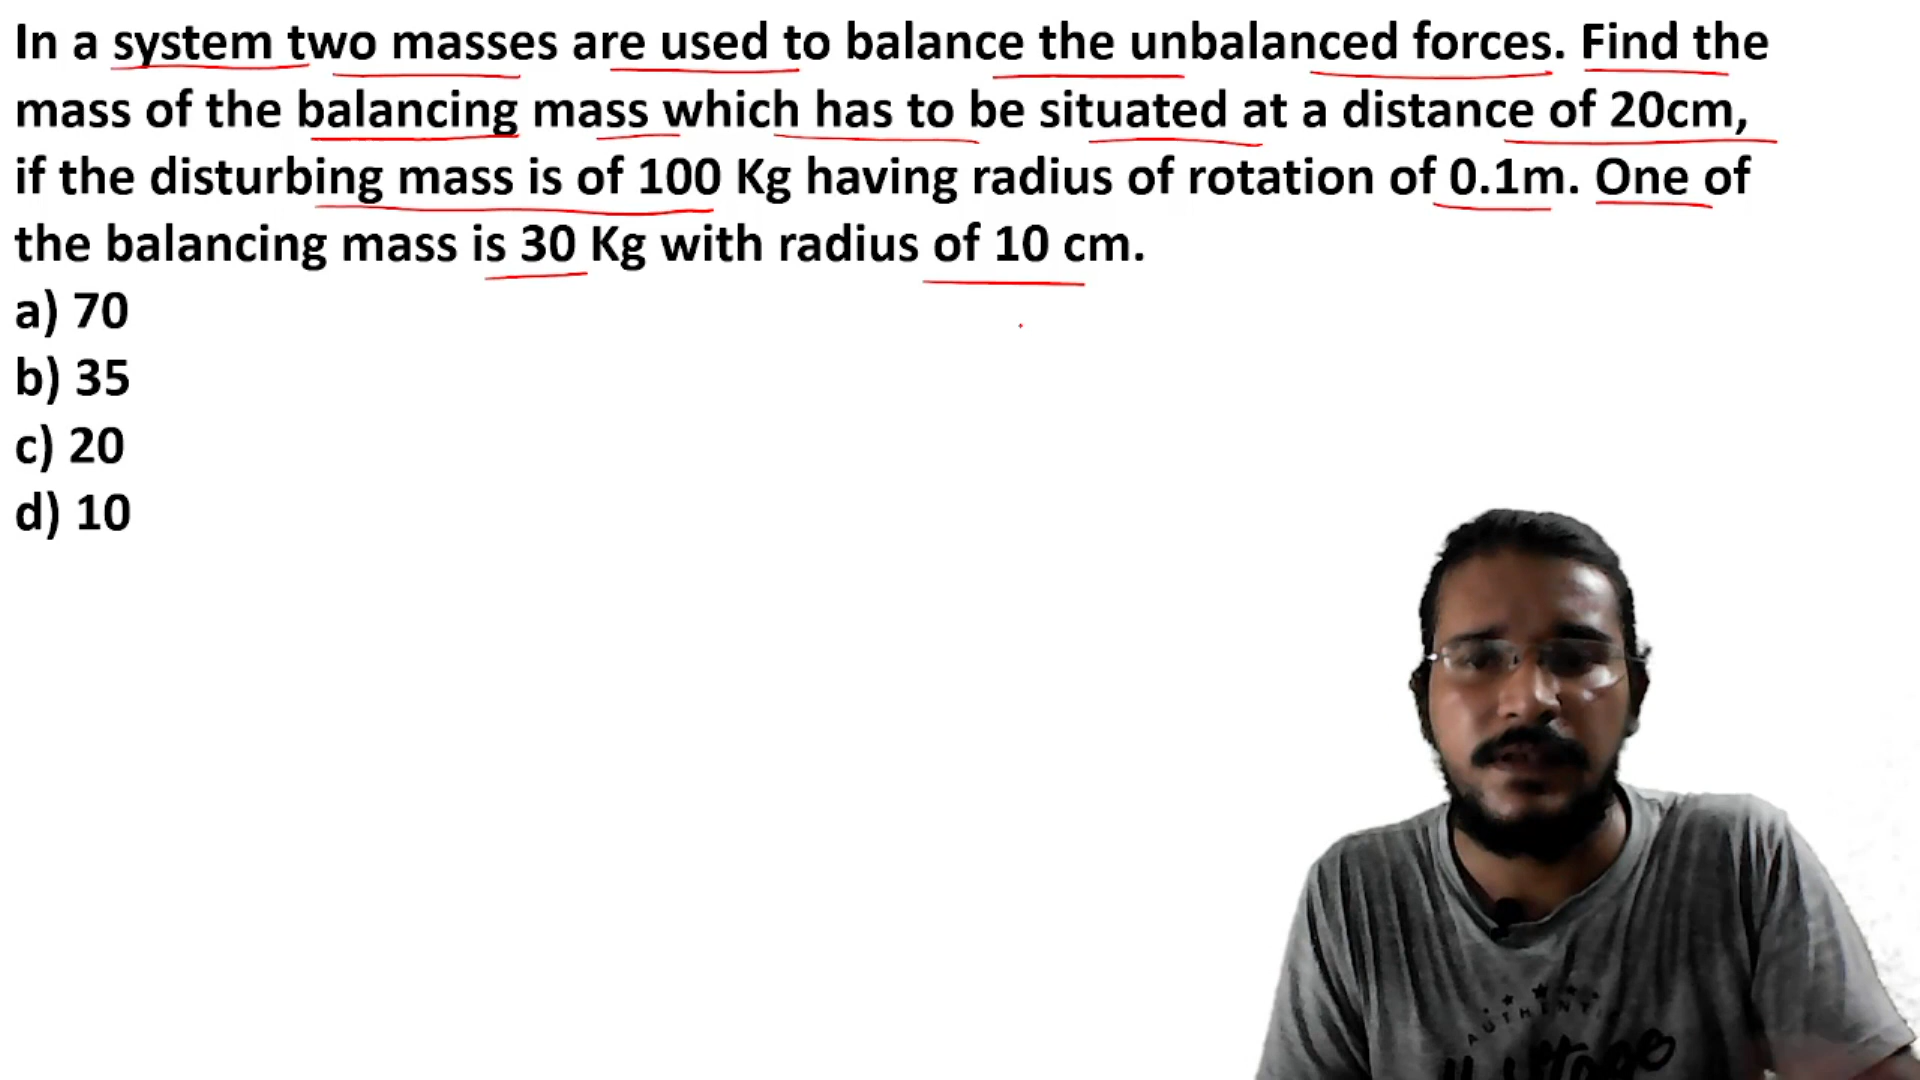 In a system two masses are used to balance the unbalanced forces. Find the
mass of the balancing mass which has to be situated at a distance of 20cm,
if the disturbing mass is of 100 Kg having radius of rotation of 0.1m. One of
the balancing mass is 30 Kg with radius of 10 cm.
a) 70
b) 35
c) 20
d) 10